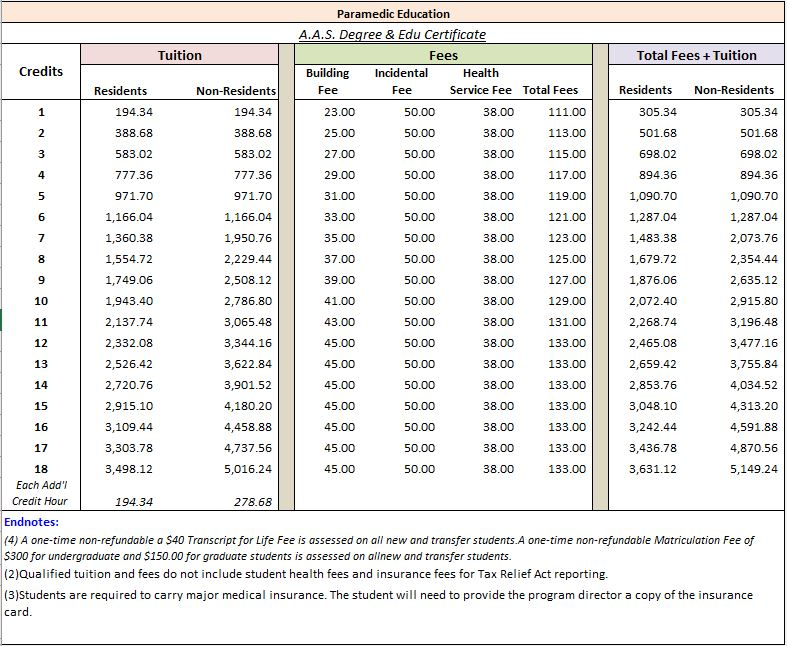 Paramedic Education
A.A.S. Degree & Edu Certificate
Credits Tuition Fees Total Fees + Tuition
Residents Non-Residents Building Fee Incidental Fee Health Service Fee Total Fees Residents Non-Residents
1 194.34 194.34 23.00 50.00 38.00 111.00 305.34 305.34
2 388.68 388.68 25.00 50.00 38.00 113.00 501.68 501.68
3 583.02 583.02 27.00 50.00 38.00 115.00 698.02 698.02
4 777.36 777.36 29.00 50.00 38.00 117.00 894.36 894.36
5 971.70 971.70 31.00 50.00 38.00 119.00 1,090.70 1,090.70
6 1,166.04 1,166.04 33.00 50.00 38.00 121.00 1,287.04 1,287.04
7 1,360.38 1,950.76 35.00 50.00 38.00 123.00 1,483.38 2,073.76
8 1,554.72 2,229.44 37.00 50.00 38.00 125.00 1,679.72 2,354.44
9 1,749.06 2,508.12 39.00 50.00 38.00 127.00 1,876.06 2,635.12
10 1,943.40 2,786.80 41.00 50.00 38.00 129.00 2,072.40 2,915.80
11 2,137.74 3,065.48 43.00 50.00 38.00 131.00 2,268.74 3,196.48
12 2,332.08 3,344.16 45.00 50.00 38.00 133.00 2,465.08 3,477.16
13 2,526.42 3,622.84 45.00 50.00 38.00 133.00 2,659.42 3,755.84
14 2,720.76 3,901.52 45.00 50.00 38.00 133.00 2,853.76 4,034.52
15 2,915.10 4,180.20 45.00 50.00 38.00 133.00 3,048.10 4,313.20
16 3,109.44 4,458.88 45.00 50.00 38.00 133.00 3,242.44 4,591.88
17 3,303.78 4,737.56 45.00 50.00 38.00 133.00 3,436.78 4,870.56
18 3,498.12 5,016.24 45.00 50.00 38.00 133.00 3,631.12 5,149.24
Each Add'l
Credit Hour 194.34 278.68
Endnotes:
(4) A one-time non-refundable a $40 Transcript for Life Fee is assessed on all new and transfer students.A one-time non-refundable Matriculation Fee of
$300 for undergraduate and $150.00 for graduate students is assessed on allnew and transfer students.
(2)Qualified tuition and fees do not include student health fees and insurance fees for Tax Relief Act reporting.
(3)Students are required to carry major medical insurance. The student will need to provide the program director a copy of the insurance
card.